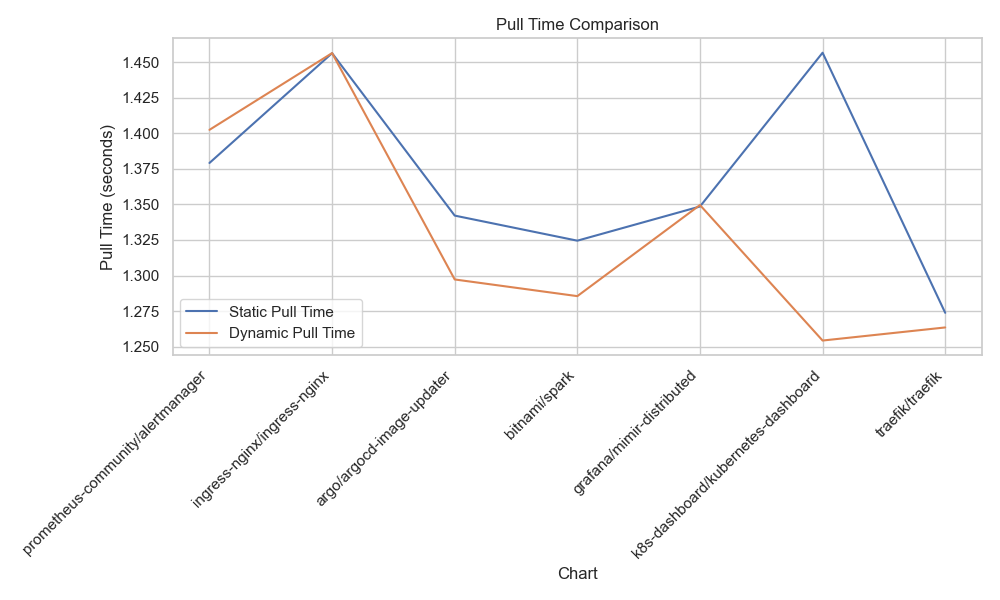 Pull Time Comparison
Pull Time (seconds)
1.450
1.425
1.400
1.375
1.350
1.325
1.300
1.275
1.250
Static Pull Time
Dynamic Pull Time
prometheus-community/alertmanager
ingress-nginx/ingress-nginx
argo/argocd-image-updater
bitnami/spark
grafana/mimir-distributed
k8s-dashboard/kubernetes-dashboard
traefik/traefik
Chart